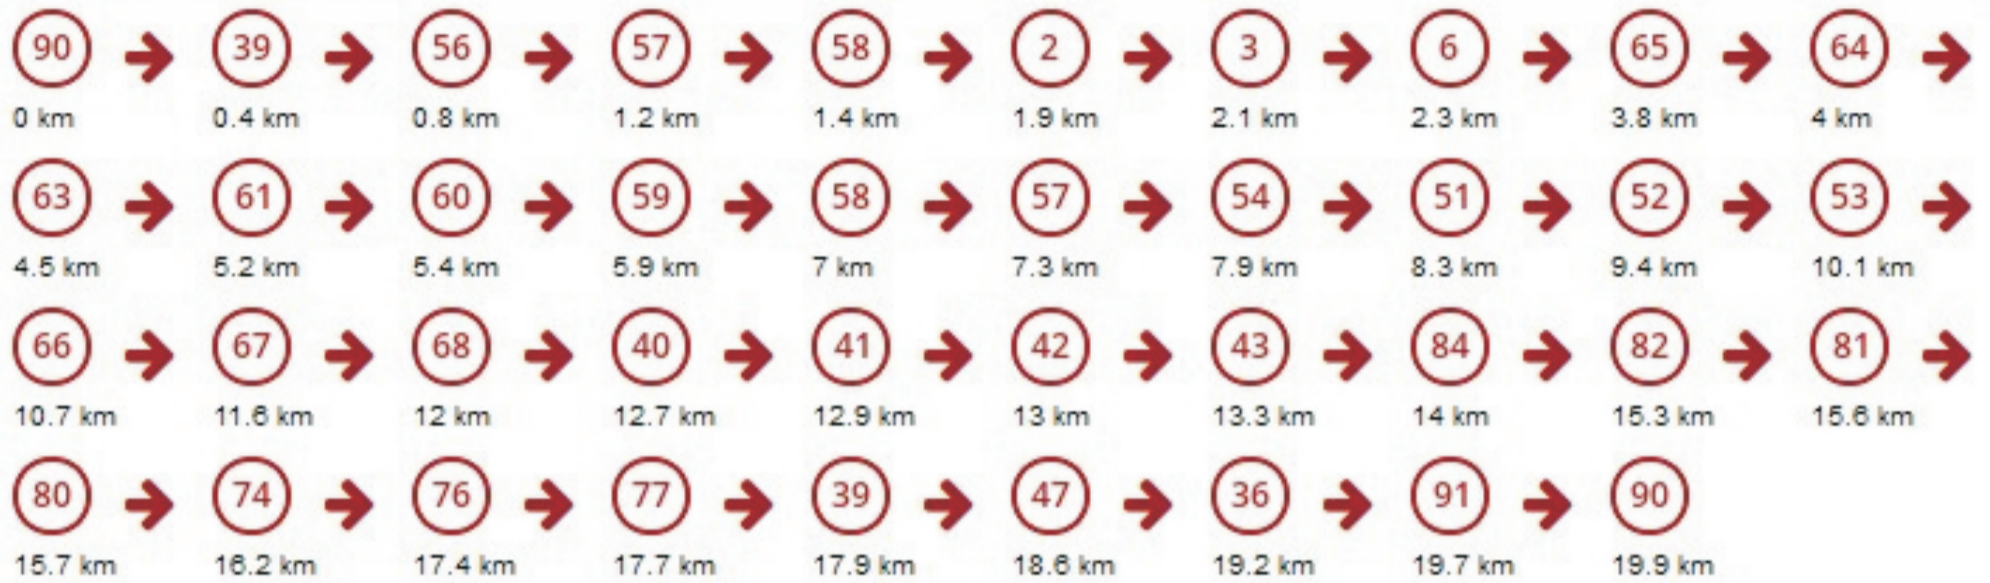 90 39 56 57 58 2 3 6 65 64
0 km 0.4 km 0.8 km 1.2 km 1.4 km 1.9 km 2.1 km 2.3 km 3.8 km 4 km
63 61 60 59 58 57 54 51 52 53
4.5 km 5.2 km 5.4 km 5.9 km 7 km 7.3 km 7.9 km 8.3 km 9.4 km 10.1 km
66 67 68 40 41 42 43 84 82 81
10.7 km 11.6 km 12 km 12.7 km 12.9 km 13 km 13.3 km 14 km 15.3 km 15.6 km
80 74 76 77 39 47 36 91 90
15.7 km 16.2 km 17.4 km 17.7 km 17.9 km 18.6 km 19.2 km 19.7 km 19.9 km